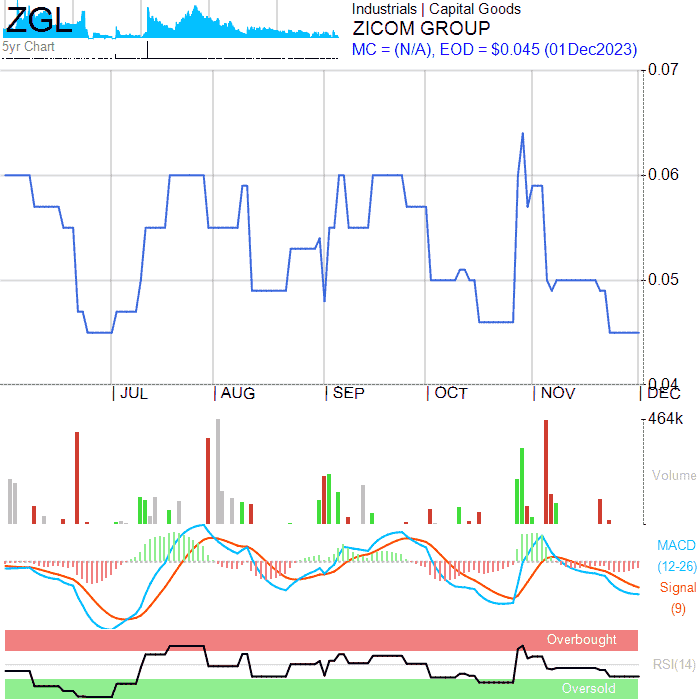 ZGL
5yr Chart
Industrials | Capital Goods
ZICOM GROUP
MC = (N/A), EOD = $0.045 (01Dec2023)
0.07
0.06
0.05
0.04
JUL
AUG
SEP
OCT
NOV
DEC
464k
Volume
MACD
(12-26)
Signal
(9)
Overbought
RSI(14)
Oversold